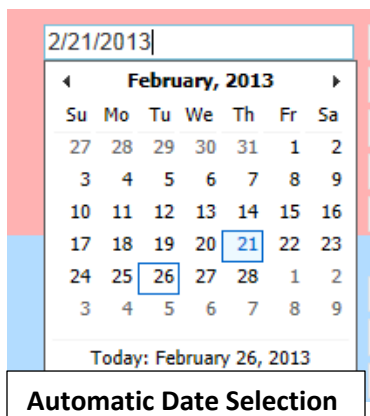 2/21/2013
February, 2013
Su Mo Tu We Th Fr Sa
27 28 29 30 31 1 2
3 4 5 6 7 8 9
10 11 12 13 14 15 16
17 18 19 20 21 22 23
24 25 26 27 28 1 2
3 4 5 6 7 8 9
Today: February 26, 2013
Automatic Date Selection